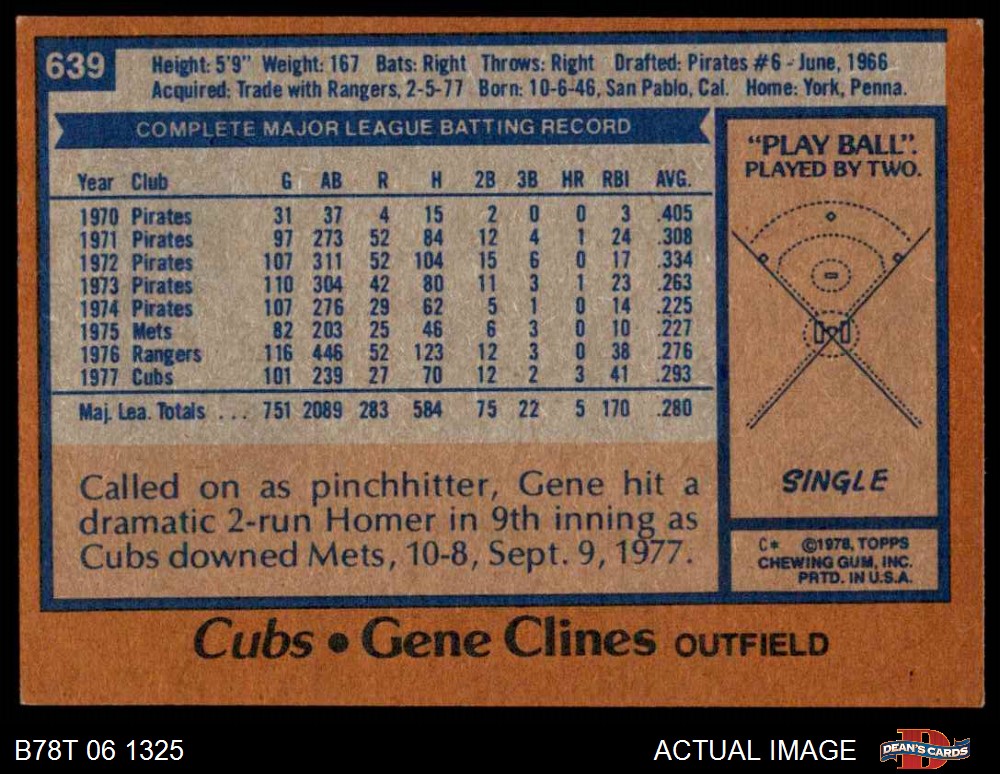 639
Height: 5'9" Weight: 167 Bats: Right Throws: Right Drafted: Pirates #6 - June, 1966
Acquired: Trade with Rangers, 2-5-77 Born: 10-6-46, San Pablo, Cal. Home: York, Penna.
COMPLETE MAJOR LEAGUE BATTING RECORD
Year Club G AB R H 2B 3B HR RBI AVG.
1970 Pirates 31 37 4 15 2 0 0 3 .405
1971 Pirates 97 273 52 84 12 4 1 24 .308
1972 Pirates 107 311 52 104 15 6 0 17 .334
1973 Pirates 110 304 42 80 11 3 1 23 .263
1974 Pirates 107 276 29 62 5 1 0 14 .225
1975 Mets 82 203 25 46 6 3 0 10 .227
1976 Rangers 116 446 52 123 12 3 0 38 .276
1977 Cubs 101 239 27 70 12 2 3 41 .293
Maj. Lea. Totals ... 751 2089 283 584 75 22 5 170 .280
Called on as pinchhitter, Gene hit a
dramatic 2-run Homer in 9th inning as
Cubs downed Mets, 10-8, Sept. 9, 1977.
"PLAY BALL".
PLAYED BY TWO.
SINGLE
C* ©1978, TOPPS
CHEWING GUM, INC.
PRTD. IN U.S.A.
Cubs • Gene Clines OUTFIELD
B78T 06 1325
ACTUAL IMAGE
DEAN'S CARDS